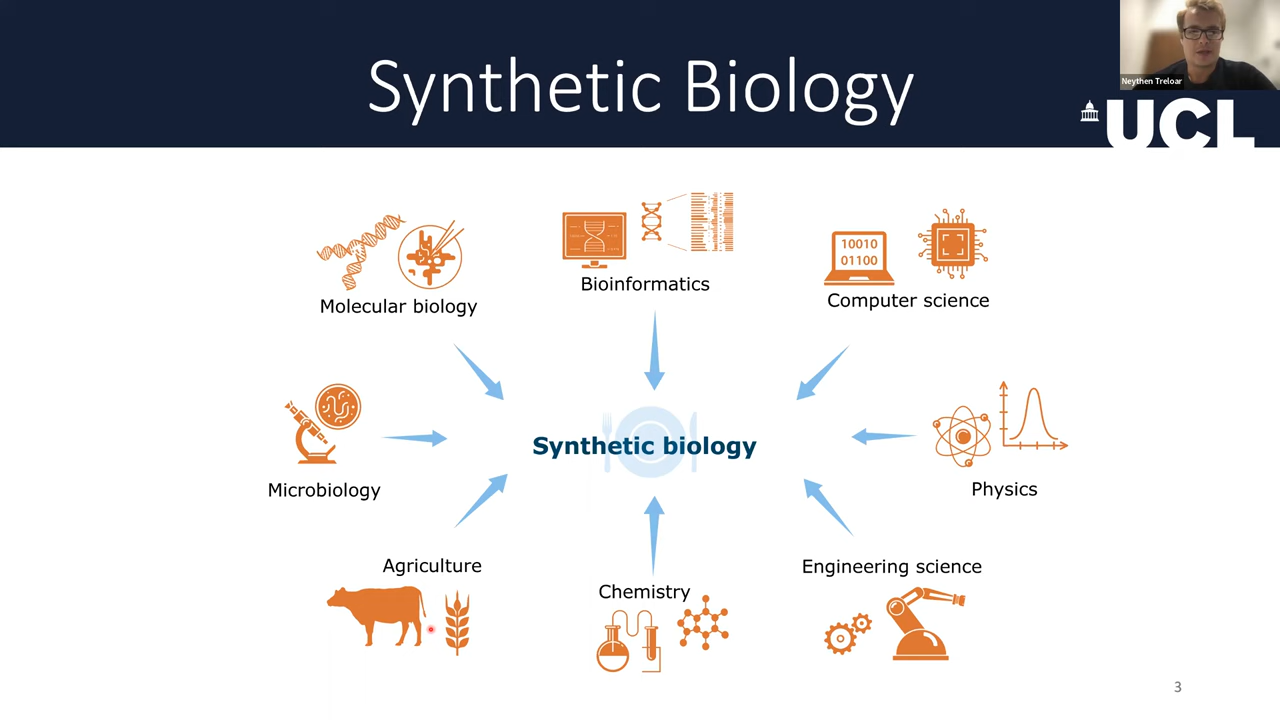 Synthetic Biology
Neythen Treloar
UCL
10010
01100
Molecular biology
Bioinformatics
Computer science
Synthetic biology
Microbiology
Physics
Agriculture
Chemistry
Engineering science
3